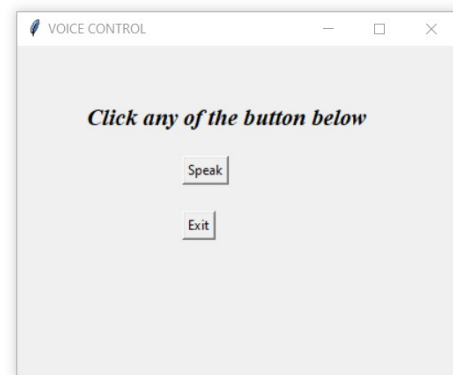 VOICE CONTROL
Click any of the button below
Speak
Exit